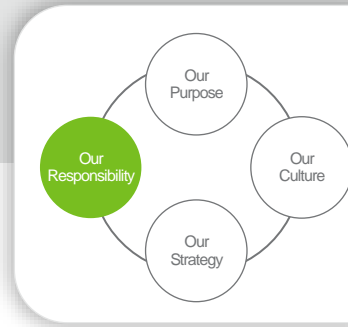 Our
Purpose
Our
Responsibility
Our
Culture
Our
Strategy